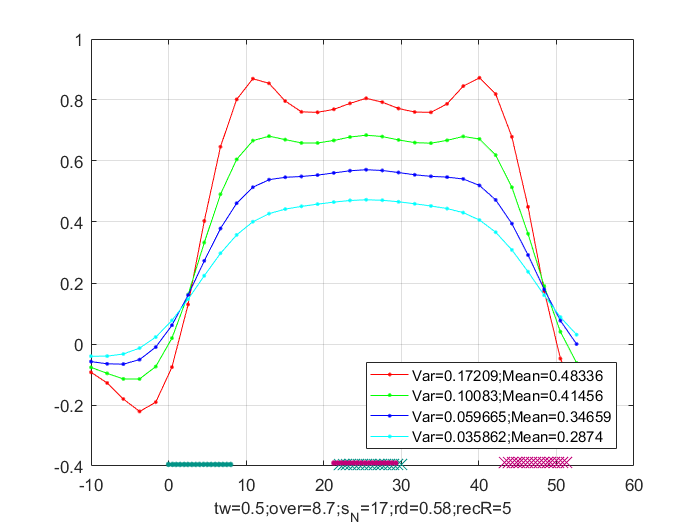 1
0.8
0.6
0.4
0.2
0
-0.2
-0.4
Var=0.17209;Mean=0.48336
Var=0.10083;Mean=0.41456
Var=0.059665;Mean=0.34659
Var=0.035862;Mean=0.2874
-10 0 10 20 30 40 50 60
tw=0.5;over=8.7;s_N=17;rd=0.58;recR=5